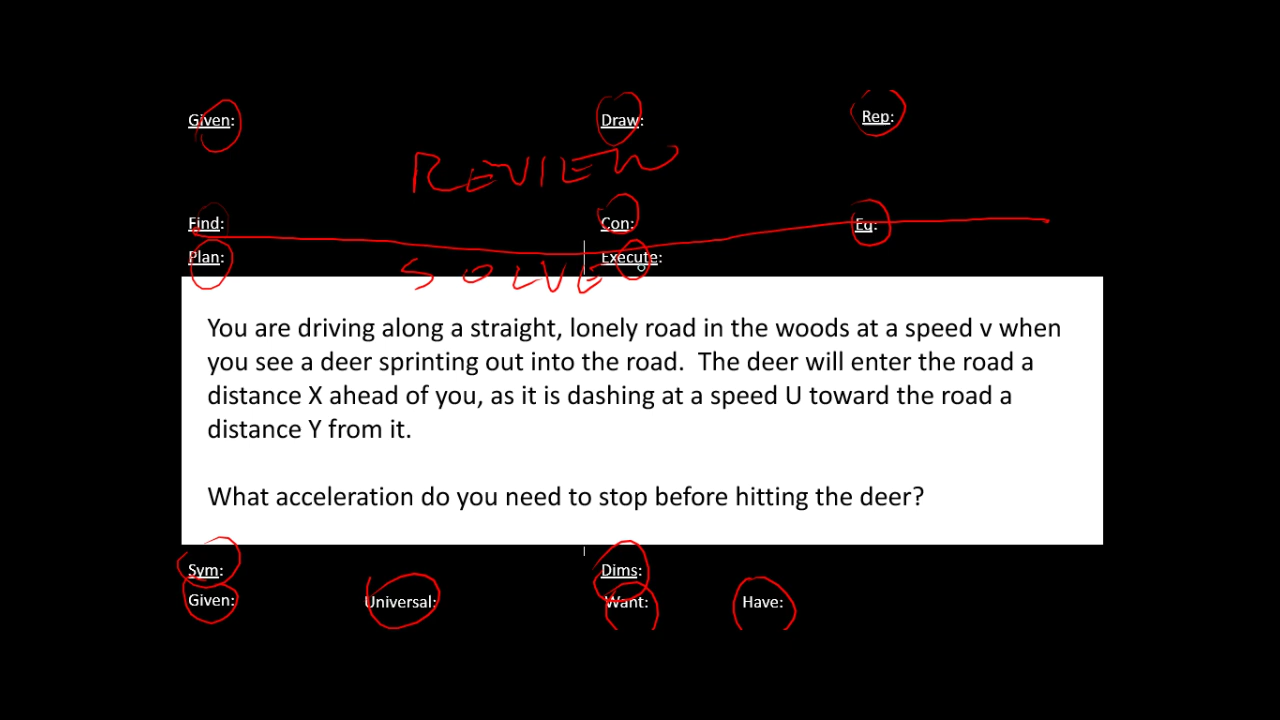 Given: Draw: Rep:
REVIEW
Find: Con: Eq:
Plan: Execute:
SOLVE
You are driving along a straight, lonely road in the woods at a speed v when
you see a deer sprinting out into the road. The deer will enter the road a
distance X ahead of you, as it is dashing at a speed U toward the road a
distance Y from it.
What acceleration do you need to stop before hitting the deer?
Sym: Dims:
Given: Universal: Want: Have: